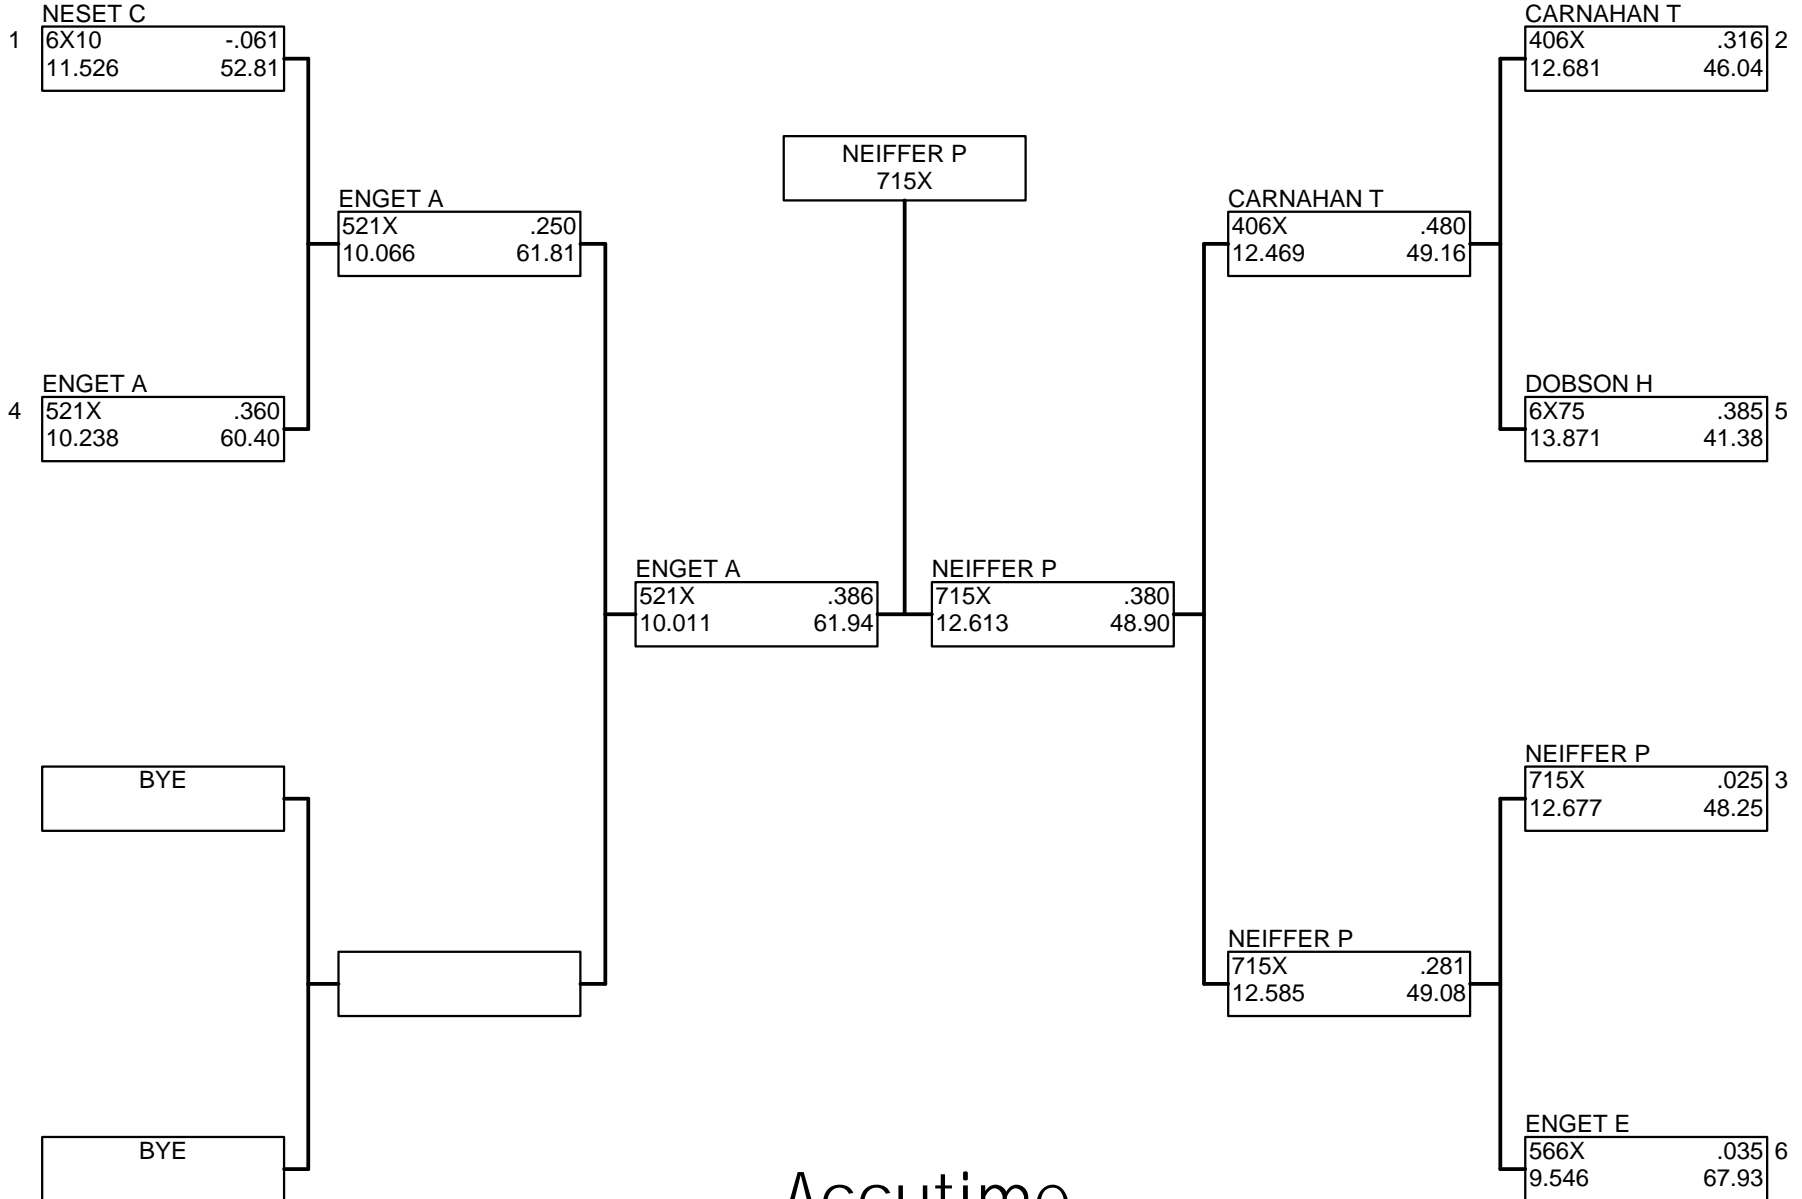 NESET C
1 6X10 -.061
11.526 52.81
ENGET A
4 521X .360
10.238 60.40
BYE
BYE
ENGET A
521X .250
10.066 61.81
ENGET A
521X .386
10.011 61.94
NEIFFER P
715X
NEIFFER P
715X .380
12.613 48.90
CARNAHAN T
406X .480
12.469 49.16
NEIFFER P
715X .281
12.585 49.08
CARNAHAN T
406X .316 2
12.681 46.04
DOBSON H
6X75 .385 5
13.871 41.38
NEIFFER P
715X .025 3
12.677 48.25
ENGET E
566X .035 6
9.546 67.93
Accutime